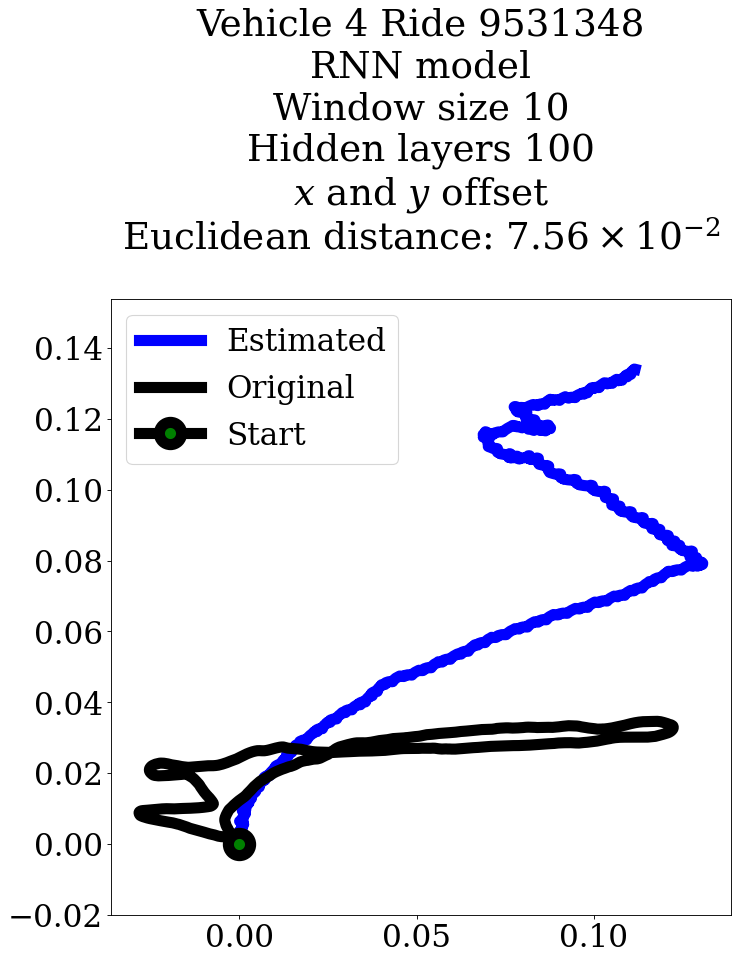 Vehicle 4 Ride 9531348
RNN model
Window size 10
Hidden layers 100
x and y offset
Euclidean distance: 7.56 × 10⁻²
Estimated
Original
Start
0.14
0.12
0.10
0.08
0.06
0.04
0.02
0.00
−0.02
0.00 0.05 0.10